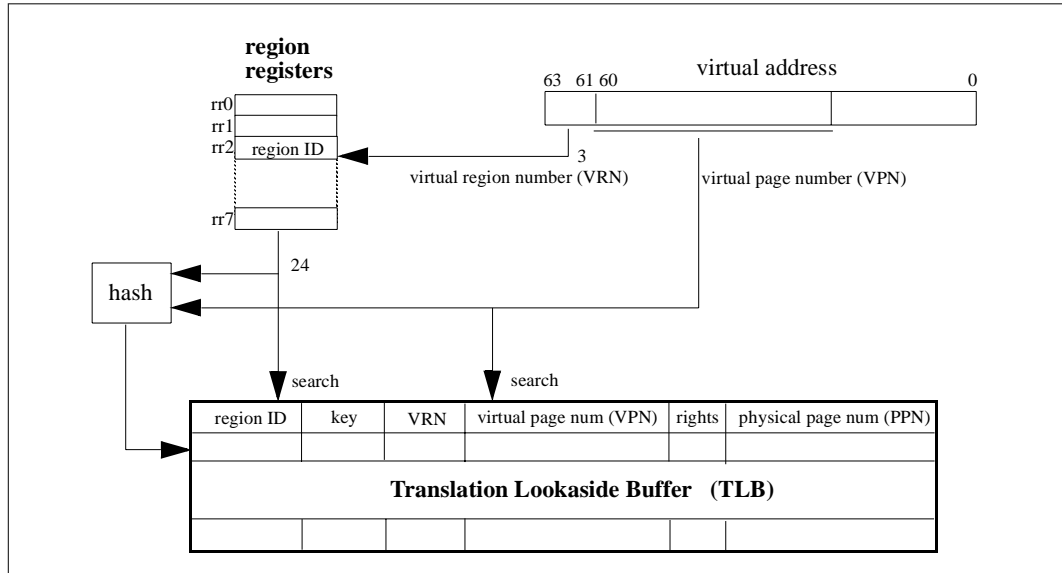 region
registers
virtual address
63 61 60 0
rr0
rr1
rr2 region ID
3
virtual region number (VRN) virtual page number (VPN)
rr7
24
hash
search search
region ID key VRN virtual page num (VPN) rights physical page num (PPN)
Translation Lookaside Buffer (TLB)